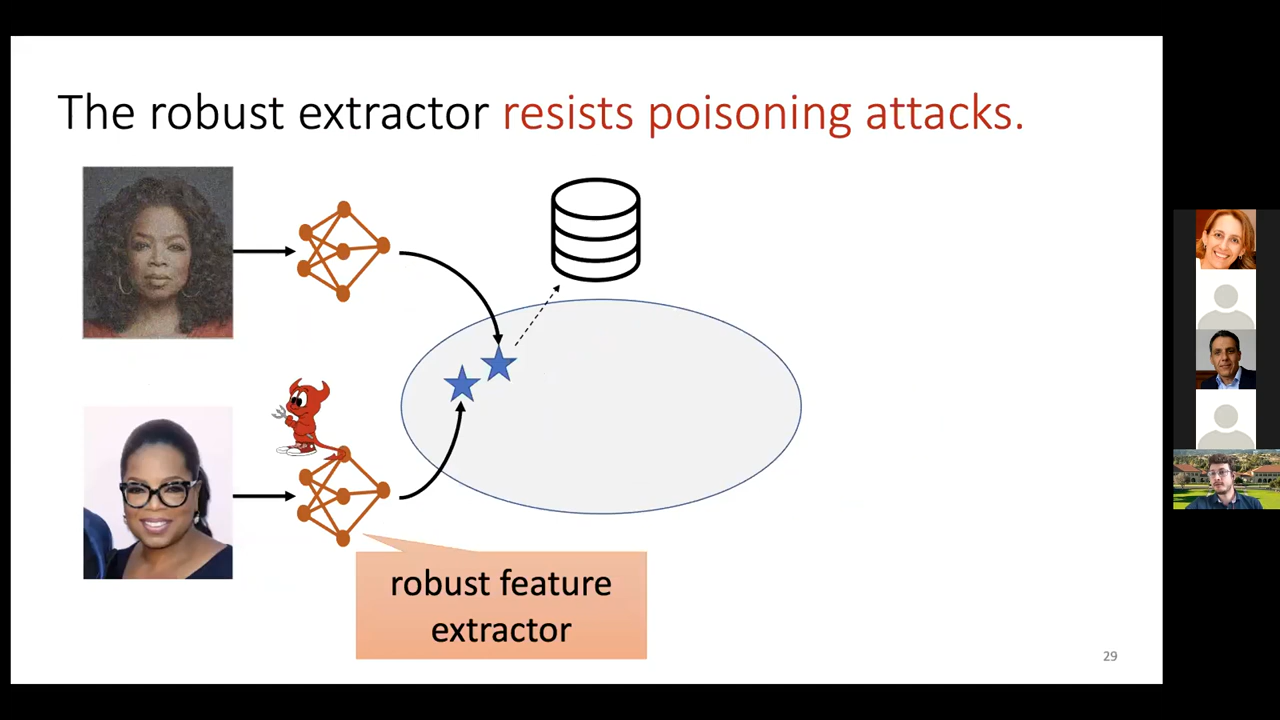 The robust extractor resists poisoning attacks.
robust feature
extractor
29